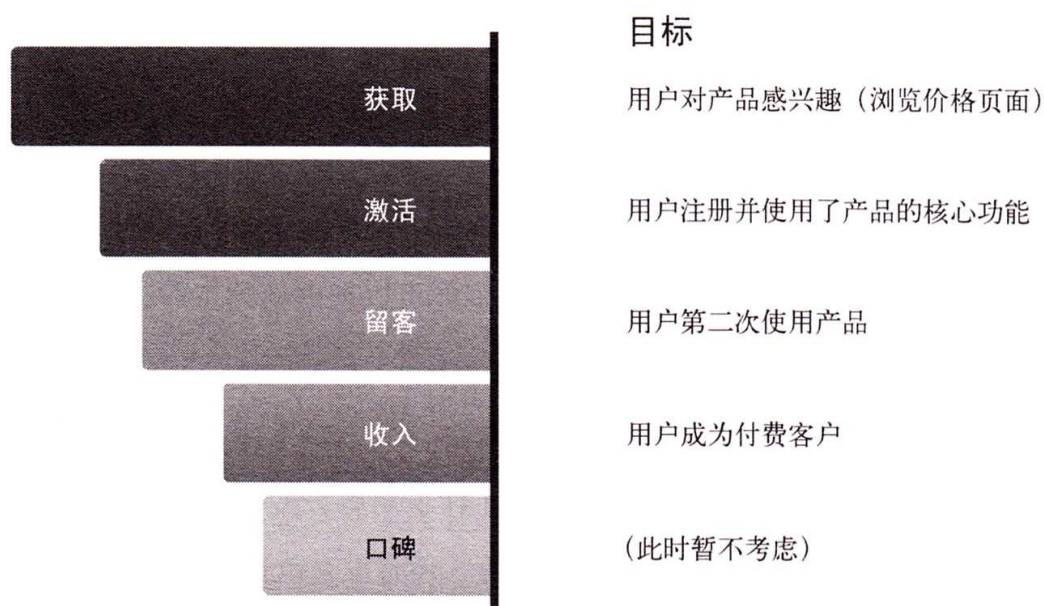 目标
获取
用户对产品感兴趣（浏览价格页面）
激活
用户注册并使用了产品的核心功能
留客
用户第二次使用产品
收入
用户成为付费客户
口碑
（此时暂不考虑）